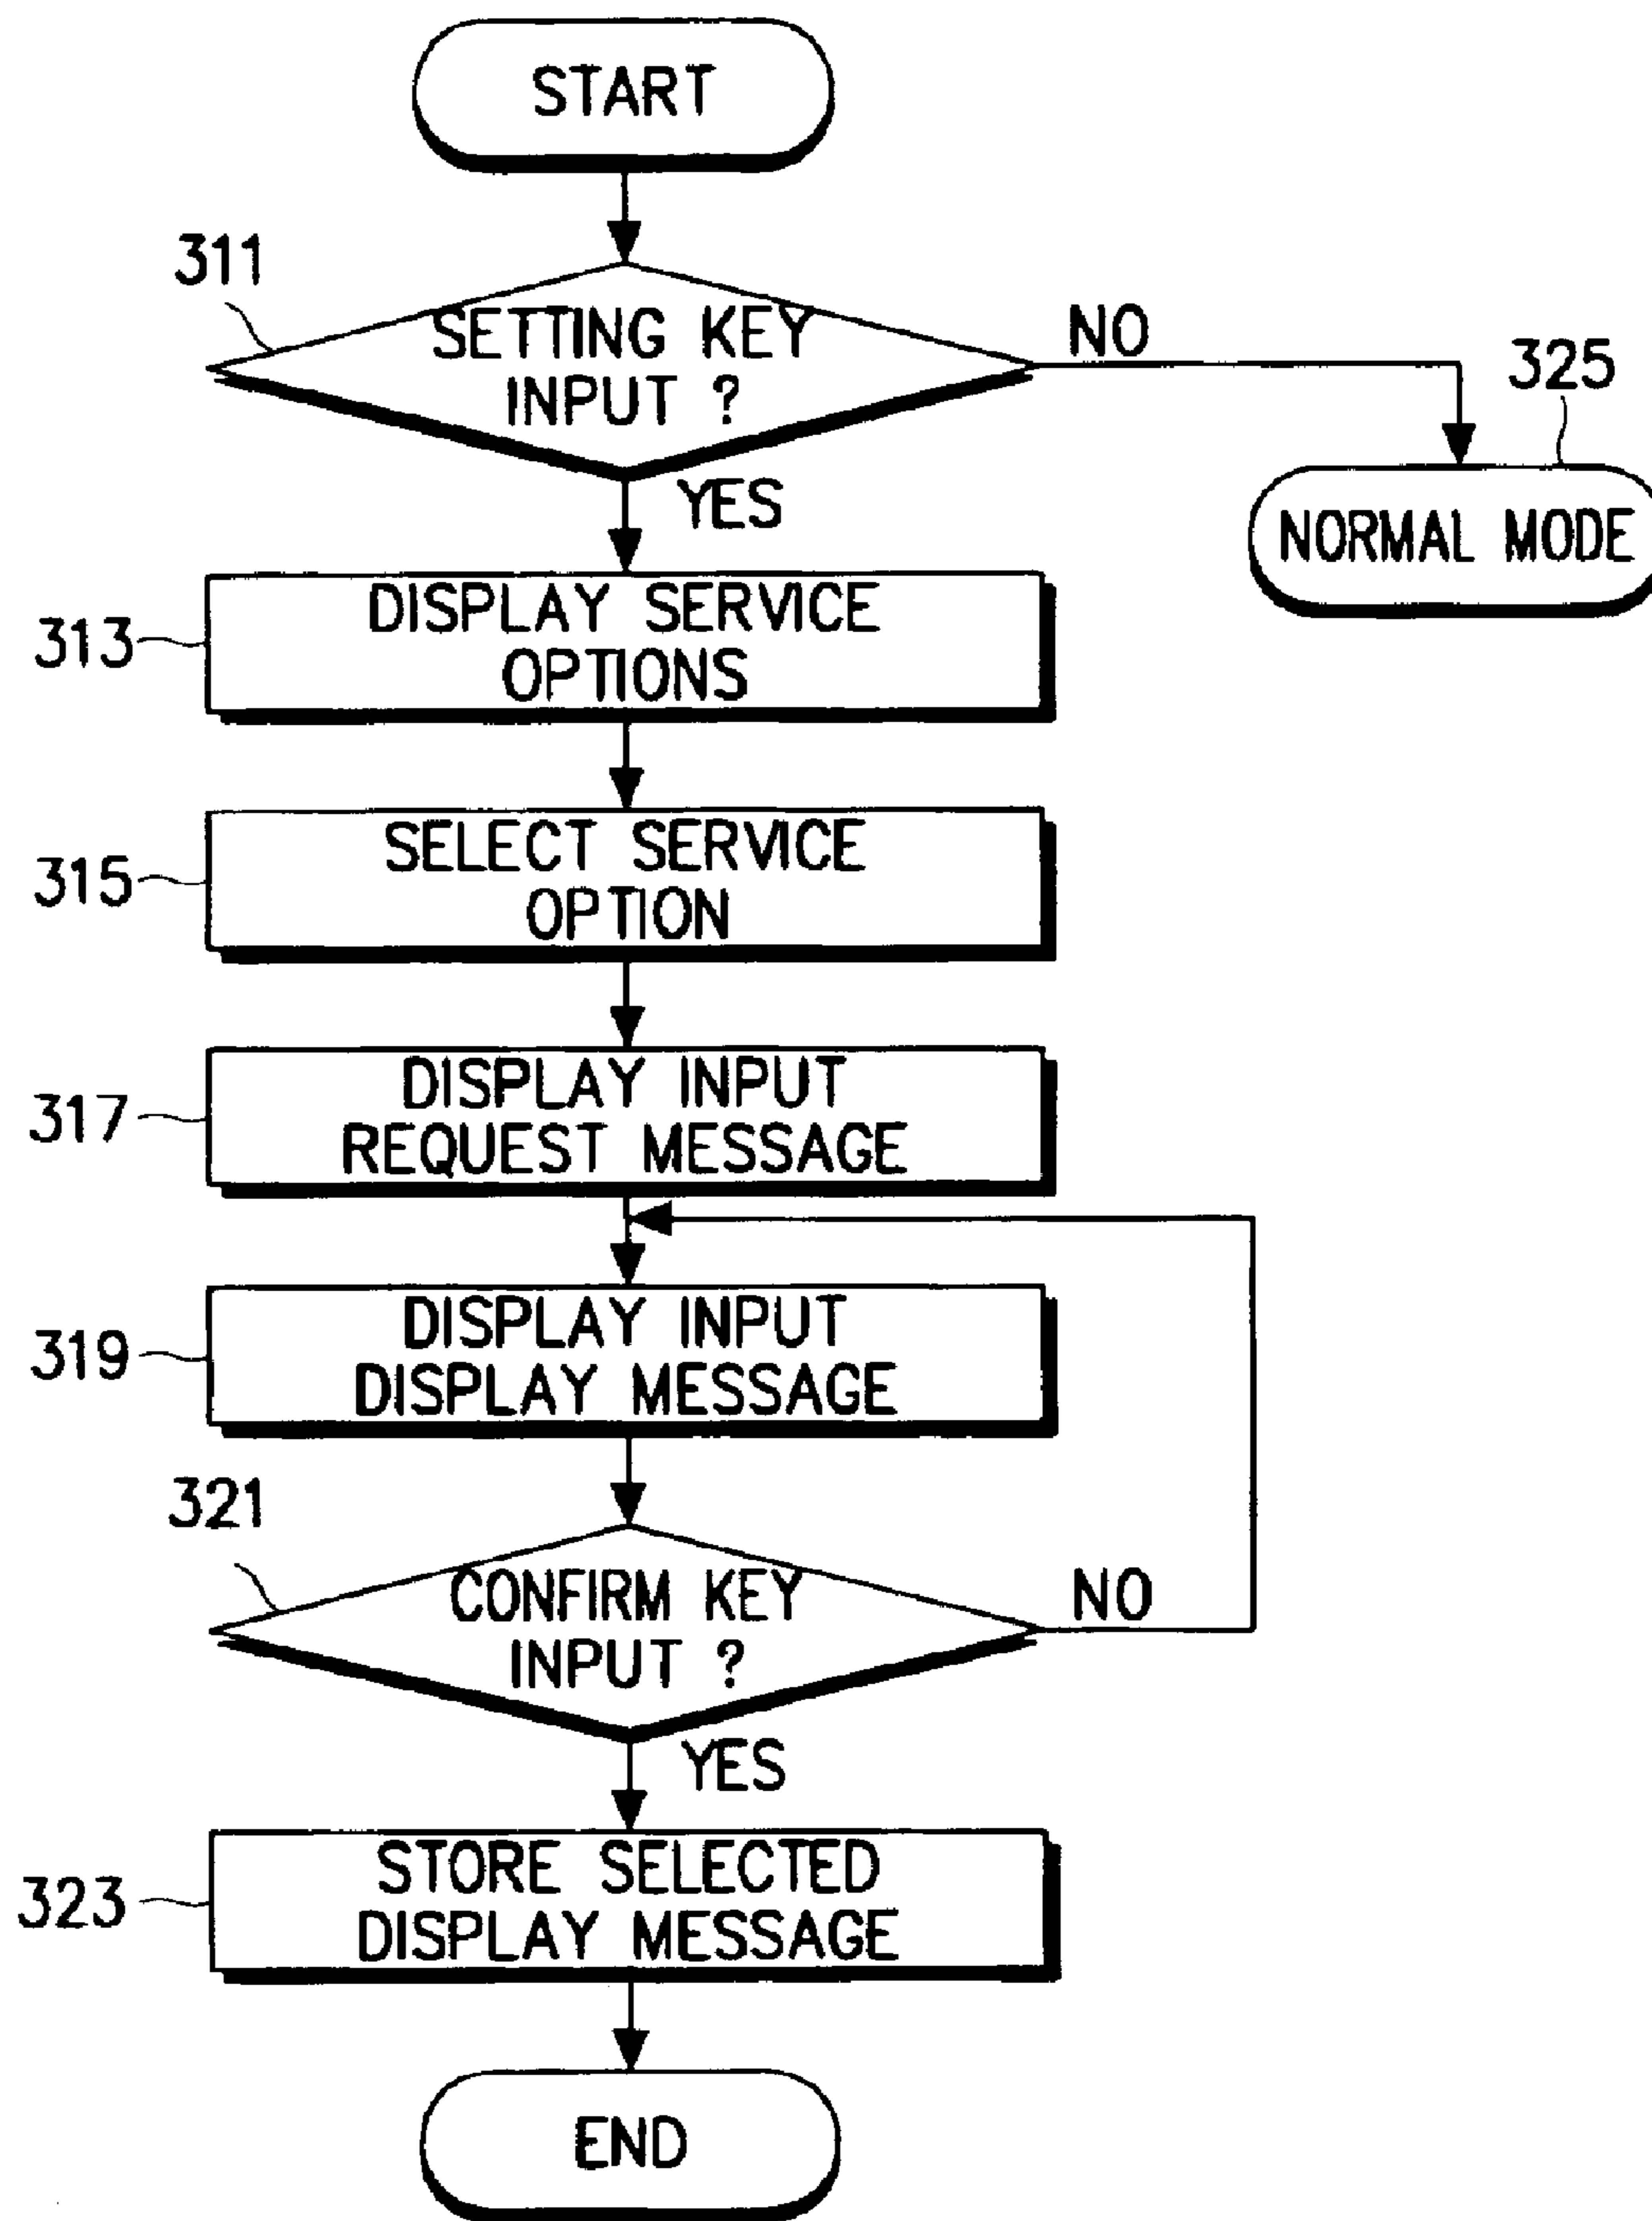 START
311
SETTING KEY
INPUT ?
NO
325
YES
NORMAL MODE
313
DISPLAY SERVICE
OPTIONS
315
SELECT SERVICE
OPTION
317
DISPLAY INPUT
REQUEST MESSAGE
319
DISPLAY INPUT
DISPLAY MESSAGE
321
CONFIRM KEY
INPUT ?
NO
YES
323
STORE SELECTED
DISPLAY MESSAGE
END